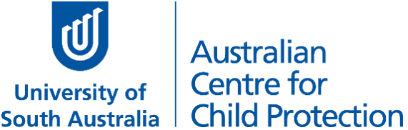 University of
South Australia
Australian
Centre for
Child Protection